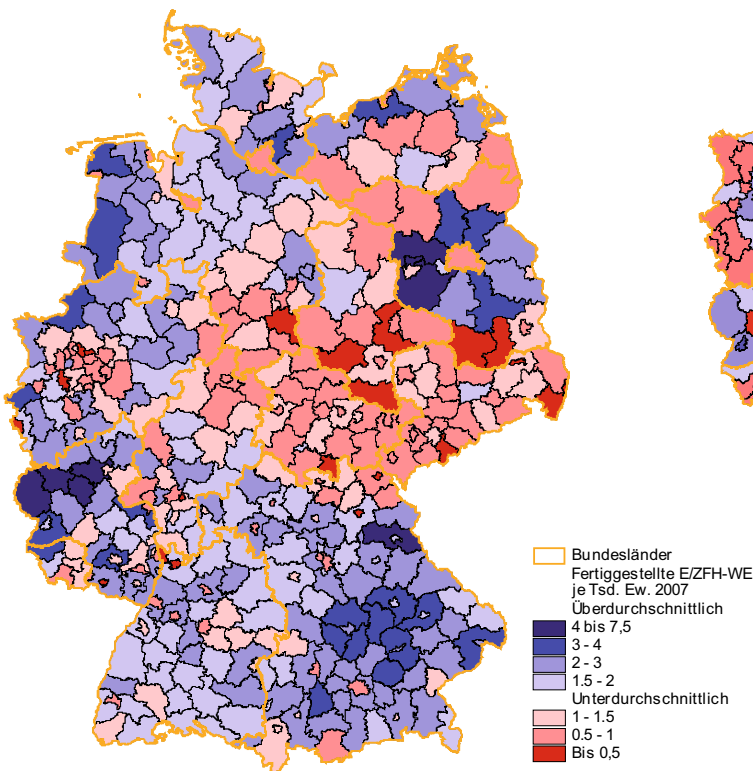 Bundesländer
Fertiggestellte E/ZFH-WE
je Tsd. Ew. 2007
Überdurchschnittlich
4 bis 7,5
3 - 4
2 - 3
1.5 - 2
Unterdurchschnittlich
1 - 1.5
0.5 - 1
Bis 0,5